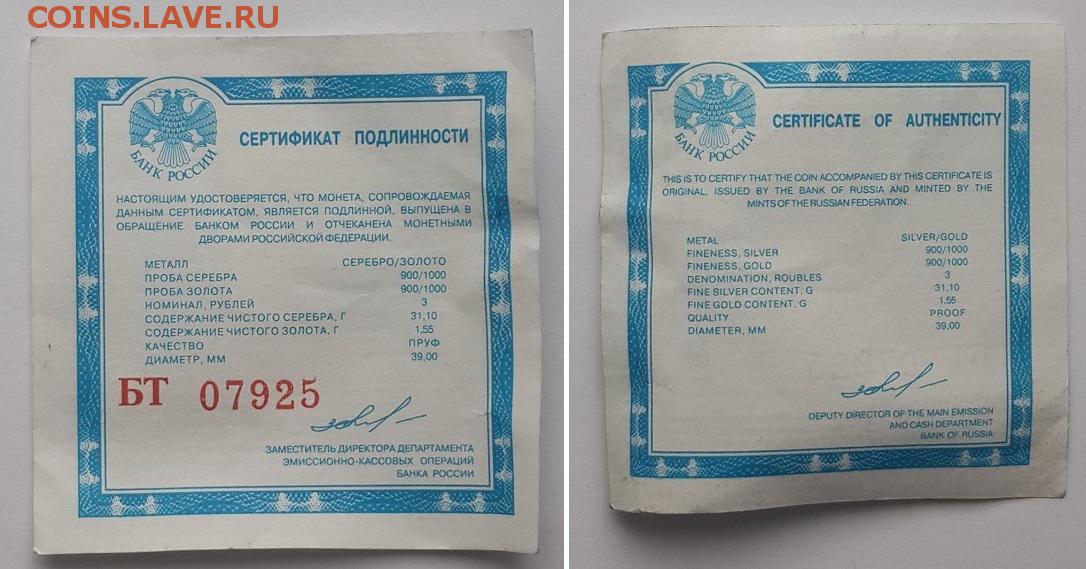 COINS.LAVE.RU
БАНК РОССИИ
СЕРТИФИКАТ ПОДЛИННОСТИ
НАСТОЯЩИМ УДОСТОВЕРЯЕТСЯ, ЧТО МОНЕТА, СОПРОВОЖДАЕМАЯ
ДАННЫМ СЕРТИФИКАТОМ, ЯВЛЯЕТСЯ ПОДЛИННОЙ, ВЫПУЩЕНА В
ОБРАЩЕНИЕ БАНКОМ РОССИИ И ОТЧЕКАНЕНА МОНЕТНЫМИ
ДВОРАМИ РОССИЙСКОЙ ФЕДЕРАЦИИ.
МЕТАЛЛ СЕРЕБРО/ЗОЛОТО
ПРОБА СЕРЕБРА 900/1000
ПРОБА ЗОЛОТА 900/1000
НОМИНАЛ, РУБЛЕЙ 3
СОДЕРЖАНИЕ ЧИСТОГО СЕРЕБРА, Г 31,10
СОДЕРЖАНИЕ ЧИСТОГО ЗОЛОТА, Г 1,55
КАЧЕСТВО ПРУФ
ДИАМЕТР, ММ 39,00
БТ 07925
ЗАМЕСТИТЕЛЬ ДИРЕКТОРА ДЕПАРТАМЕНТА
ЭМИССИОННО-КАССОВЫХ ОПЕРАЦИЙ
БАНКА РОССИИ
БАНК РОССИИ
CERTIFICATE OF AUTHENTICITY
THIS IS TO CERTIFY THAT THE COIN ACCOMPANIED BY THIS CERTIFICATE IS
ORIGINAL, ISSUED BY THE BANK OF RUSSIA AND MINTED BY THE
MINTS OF THE RUSSIAN FEDERATION.
METAL SILVER/GOLD
FINENESS, SILVER 900/1000
FINENESS, GOLD 900/1000
DENOMINATION, ROUBLES 3
FINE SILVER CONTENT, G 31,10
FINE GOLD CONTENT, G 1,55
QUALITY PROOF
DIAMETER, MM 39,00
DEPUTY DIRECTOR OF THE MAIN EMISSION
AND CASH DEPARTMENT
BANK OF RUSSIA